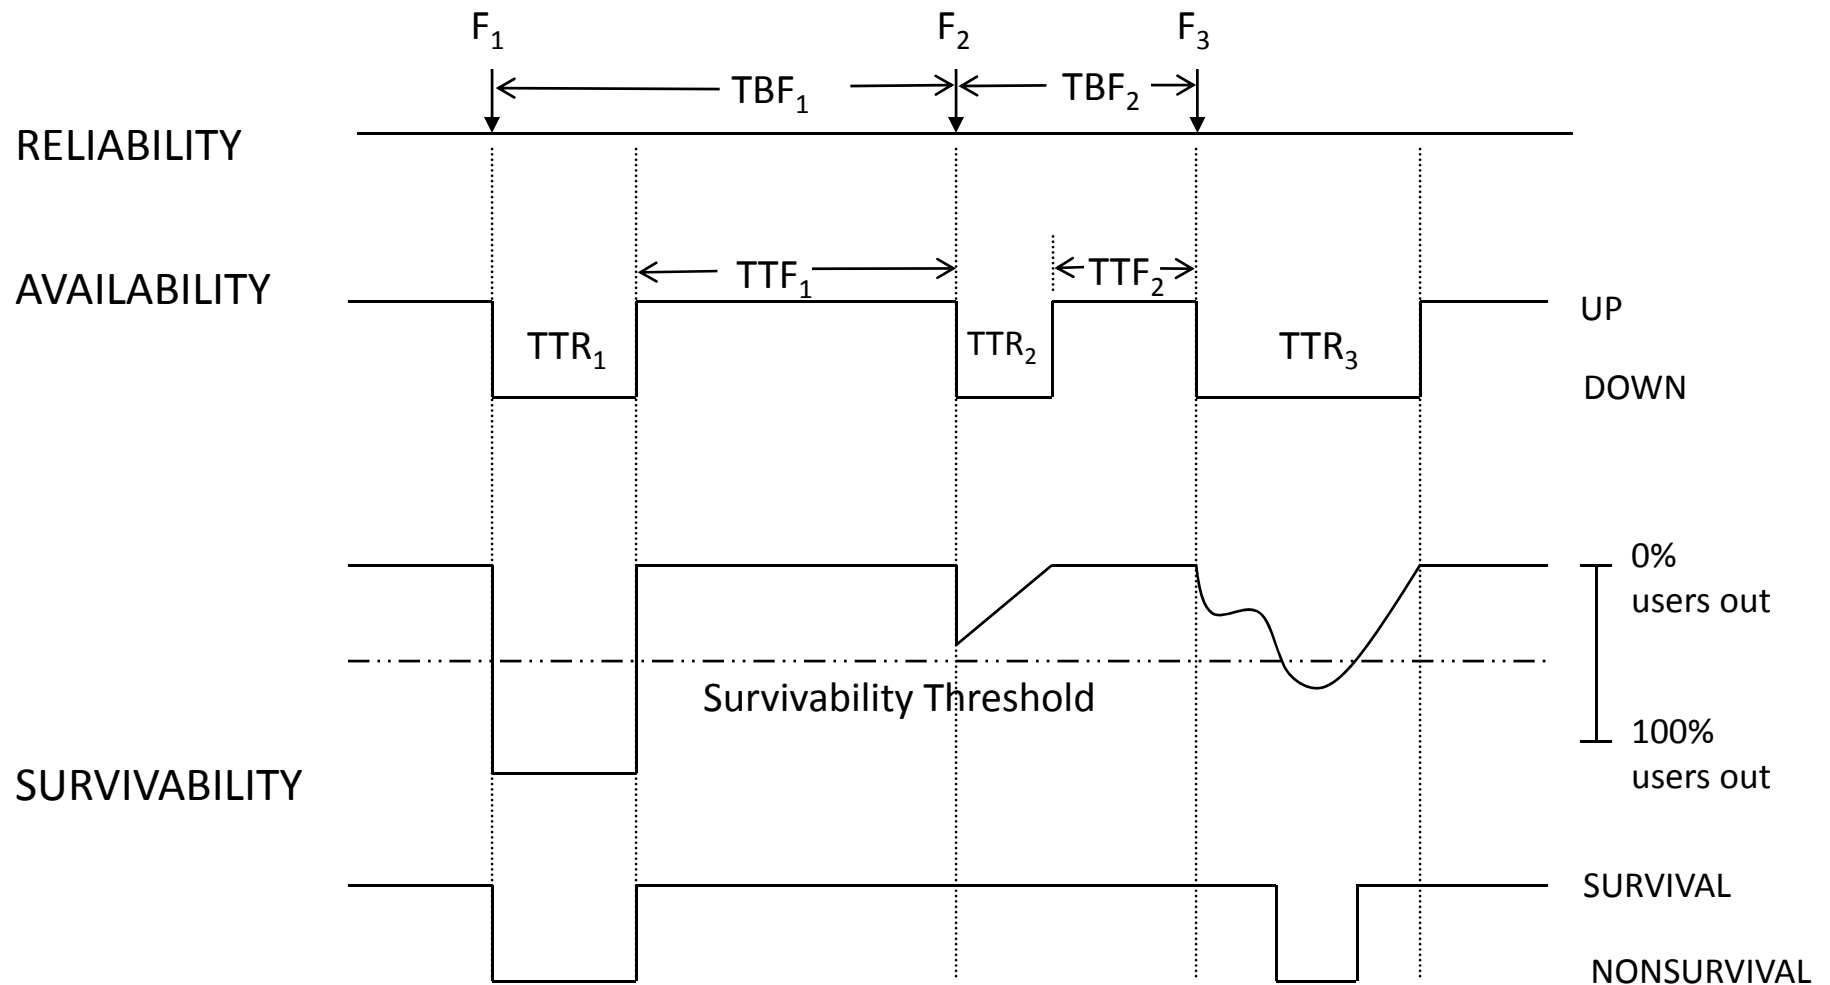 F1 F2 F3
TBF1 TBF2
RELIABILITY
AVAILABILITY
TTF1 TTF2
UP
TTR1 TTR2 TTR3
DOWN
0%
users out
Survivability Threshold
100%
users out
SURVIVABILITY
SURVIVAL
NONSURVIVAL